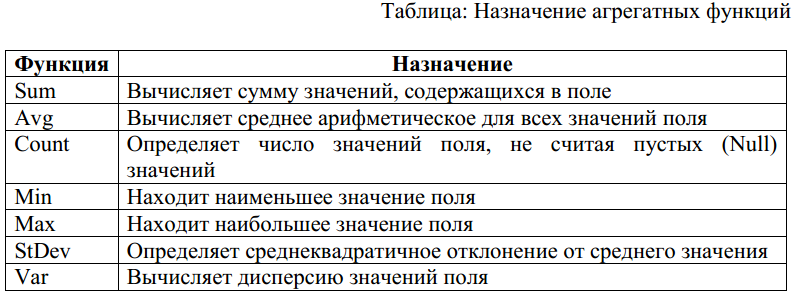 Таблица: Назначение агрегатных функций
Функция Назначение
Sum Вычисляет сумму значений, содержащихся в поле
Avg Вычисляет среднее арифметическое для всех значений поля
Count Определяет число значений поля, не считая пустых (Null)
значений
Min Находит наименьшее значение поля
Max Находит наибольшее значение поля
StDev Определяет среднеквадратичное отклонение от среднего значения
Var Вычисляет дисперсию значений поля